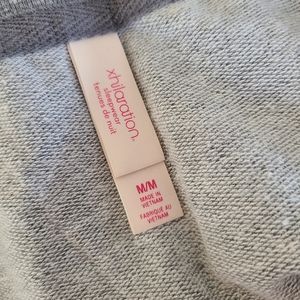 xhilaration®
sleepwear
tenues de nuit
M/M
MADE IN
VIETNAM
FABRIQUÉ AU
VIETNAM